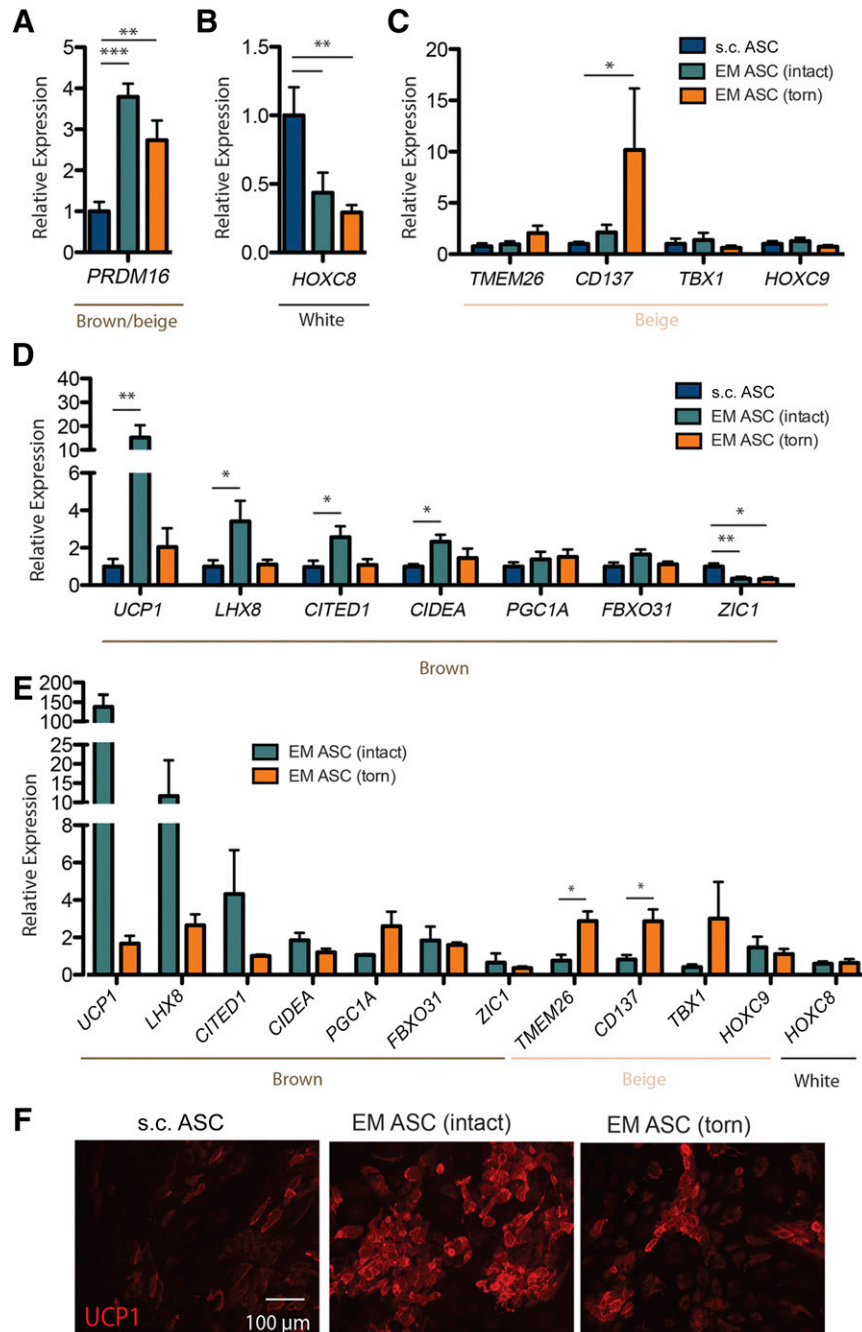 A
B
C
**
***
5
4
3
2
1
0
Relative Expression
PRDM16
Brown/beige
**
1.5
1.0
0.5
0.0
Relative Expression
HOXC8
White
20
15
10
5
0
Relative Expression
*
s.c. ASC
EM ASC (intact)
EM ASC (torn)
TMEM26 CD137 TBX1 HOXC9
Beige
D
40
30
20
10
6
4
2
0
Relative Expression
** * * * * **
s.c. ASC
EM ASC (intact)
EM ASC (torn)
UCP1 LHX8 CITED1 CIDEA PGC1A FBXO31 ZIC1
Brown
E
200
150
100
25
20
15
10
8
6
4
2
0
Relative Expression
EM ASC (intact)
EM ASC (torn)
* *
UCP1 LHX8 CITED1 CIDEA PGC1A FBXO31 ZIC1 TMEM26 CD137 TBX1 HOXC9 HOXC8
Brown Beige White
F
s.c. ASC EM ASC (intact) EM ASC (torn)
UCP1
100 µm